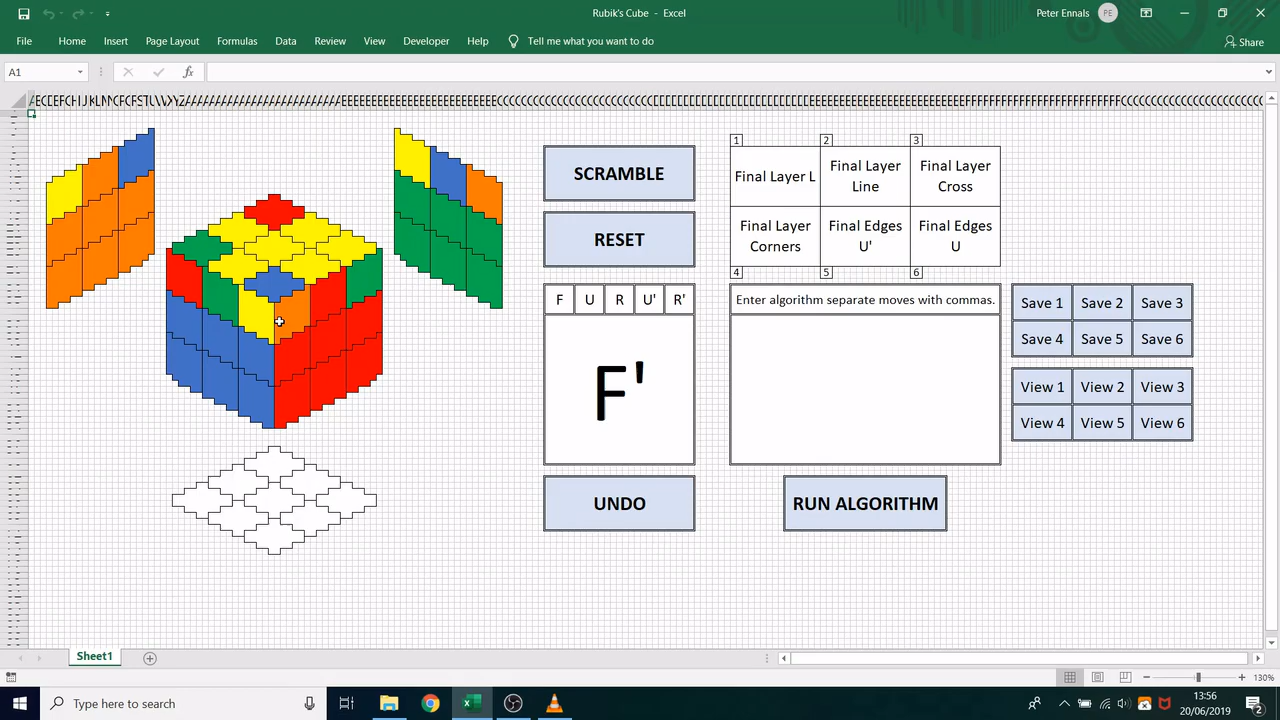 Rubik's Cube - Excel
Peter Ennals
PE
File Home Insert Page Layout Formulas Data Review View Developer Help Tell me what you want to do
Share
A1
fx
SCRAMBLE
RESET
F U R U' R'
F'
UNDO
1 2 3
Final Layer L
Final Layer Line
Final Layer Cross
Final Layer Corners
Final Edges U'
Final Edges U
4 5 6
Enter algorithm separate moves with commas.
RUN ALGORITHM
Save 1 Save 2 Save 3
Save 4 Save 5 Save 6
View 1 View 2 View 3
View 4 View 5 View 6
Sheet1
130%
Type here to search
13:56
20/06/2019
2